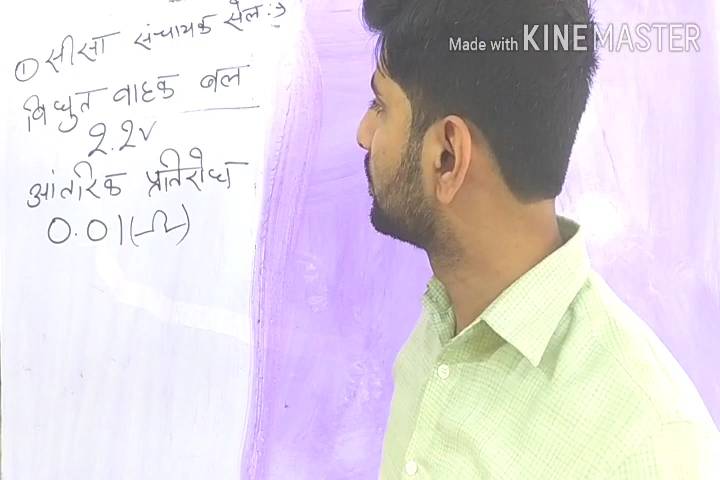 ① सीसा संचायक सेल :->
विधुत वाहक बल
2.2v
आंतरिक प्रतिरोध
0.01(Ω)
Made with KINEMASTER